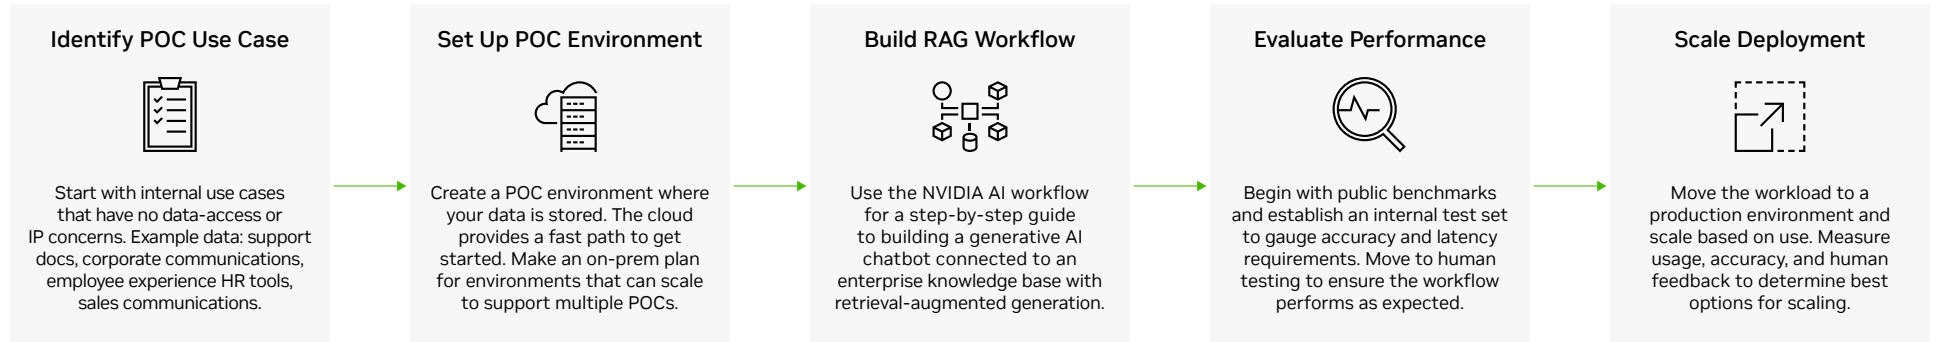 Identify POC Use Case
Start with internal use cases
that have no data-access or
IP concerns. Example data: support
docs, corporate communications,
employee experience HR tools,
sales communications.
Set Up POC Environment
Create a POC environment where
your data is stored. The cloud
provides a fast path to get
started. Make an on-prem plan
for environments that can scale
to support multiple POCs.
Build RAG Workflow
Use the NVIDIA AI workflow
for a step-by-step guide
to building a generative AI
chatbot connected to an
enterprise knowledge base with
retrieval-augmented generation.
Evaluate Performance
Begin with public benchmarks
and establish an internal test set
to gauge accuracy and latency
requirements. Move to human
testing to ensure the workflow
performs as expected.
Scale Deployment
Move the workload to a
production environment and
scale based on use. Measure
usage, accuracy, and human
feedback to determine best
options for scaling.